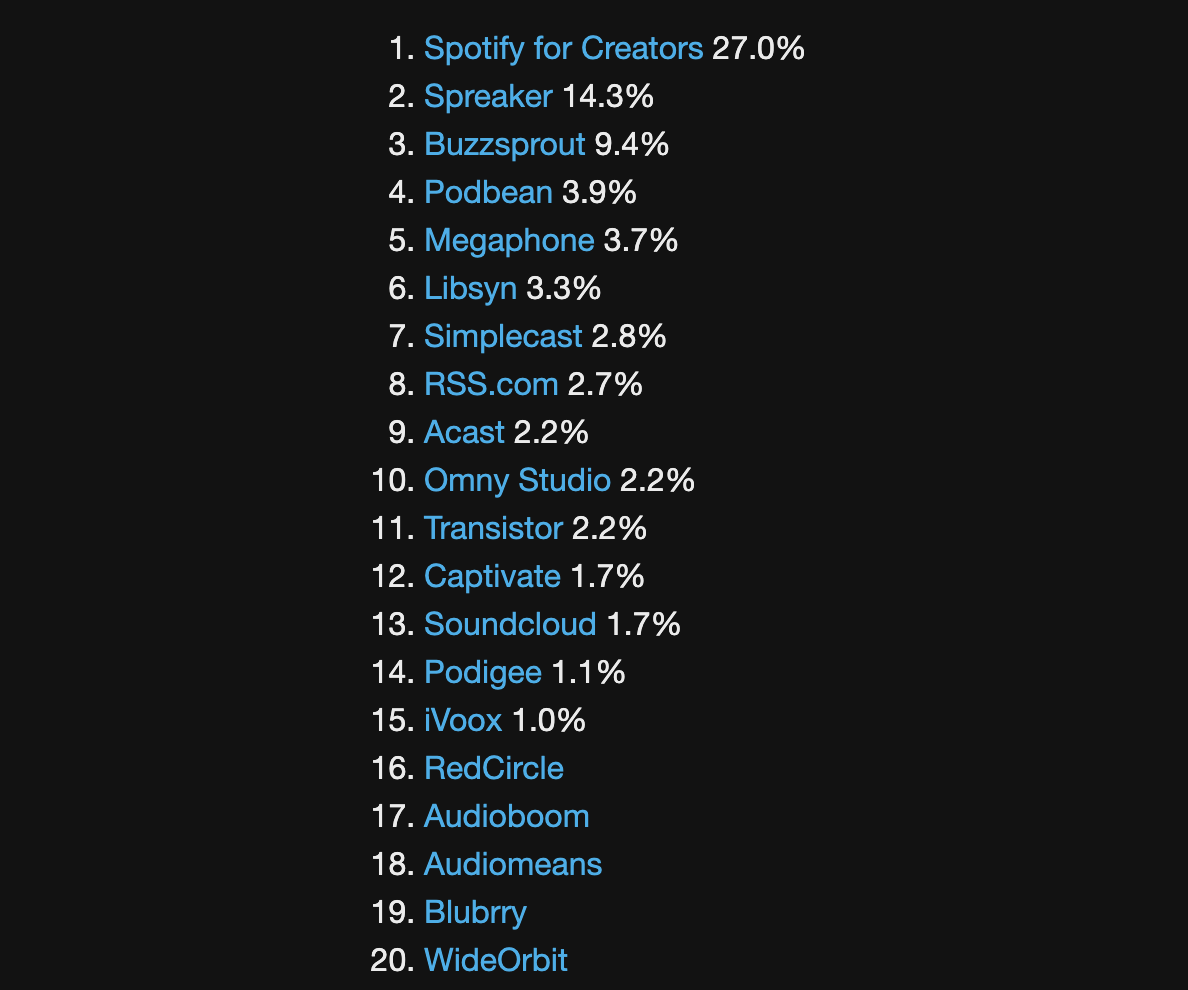 1. Spotify for Creators 27.0%
2. Spreaker 14.3%
3. Buzzsprout 9.4%
4. Podbean 3.9%
5. Megaphone 3.7%
6. Libsyn 3.3%
7. Simplecast 2.8%
8. RSS.com 2.7%
9. Acast 2.2%
10. Omny Studio 2.2%
11. Transistor 2.2%
12. Captivate 1.7%
13. Soundcloud 1.7%
14. Podigee 1.1%
15. iVoox 1.0%
16. RedCircle
17. Audioboom
18. Audiomeans
19. Blubrry
20. WideOrbit